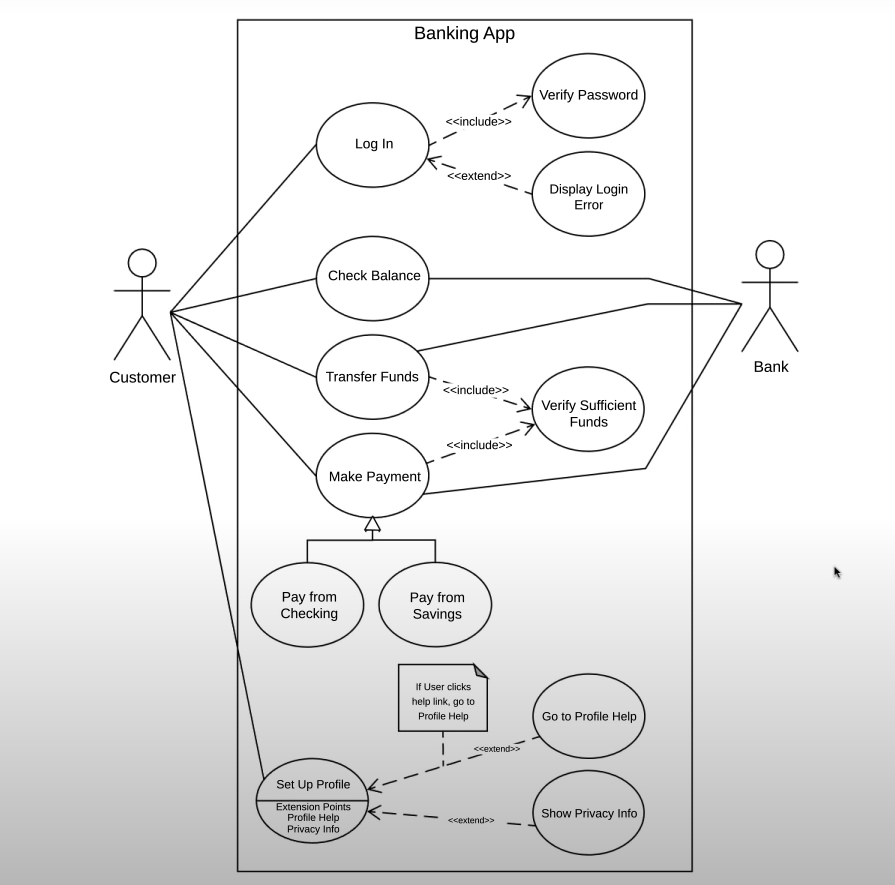 Banking App
Verify Password
<<include>>
Log In
<<extend>>
Display Login
Error
Check Balance
Customer
Bank
Transfer Funds
<<include>>
Verify Sufficient
Funds
<<include>>
Make Payment
Pay from
Checking
Pay from
Savings
If User clicks
help link, go to
Profile Help
Go to Profile Help
<<extend>>
Set Up Profile
Extension Points
Profile Help
Privacy Info
<<extend>>
Show Privacy Info